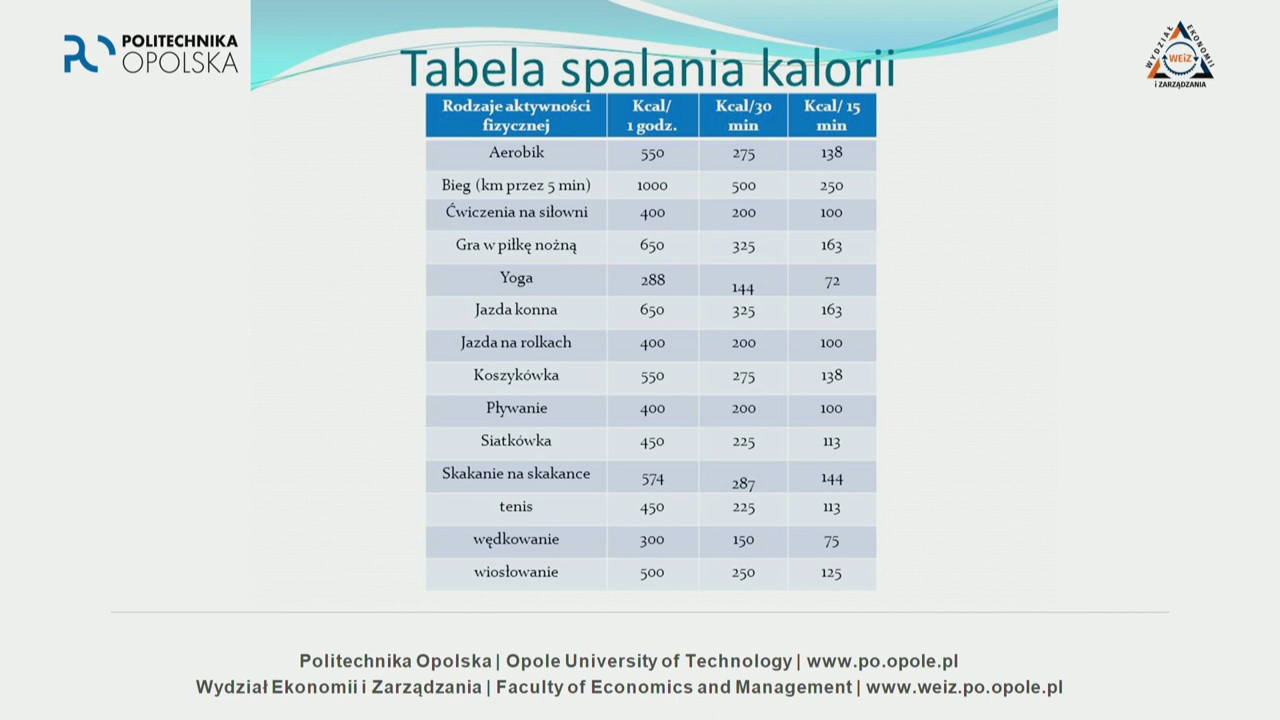 POLITECHNIKA
OPOLSKA
WYDZIAŁ EKONOMII
WEiZ
i ZARZĄDZANIA
Tabela spalania kalorii
Rodzaje aktywności fizycznej Kcal/ 1 godz. Kcal/30 min Kcal/ 15 min
Aerobik 550 275 138
Bieg (km przez 5 min) 1000 500 250
Ćwiczenia na siłowni 400 200 100
Gra w piłkę nożną 650 325 163
Yoga 288 144 72
Jazda konna 650 325 163
Jazda na rolkach 400 200 100
Koszykówka 550 275 138
Pływanie 400 200 100
Siatkówka 450 225 113
Skakanie na skakance 574 287 144
tenis 450 225 113
wędkowanie 300 150 75
wiosłowanie 500 250 125
Politechnika Opolska | Opole University of Technology | www.po.opole.pl
Wydział Ekonomii i Zarządzania | Faculty of Economics and Management | www.weiz.po.opole.pl